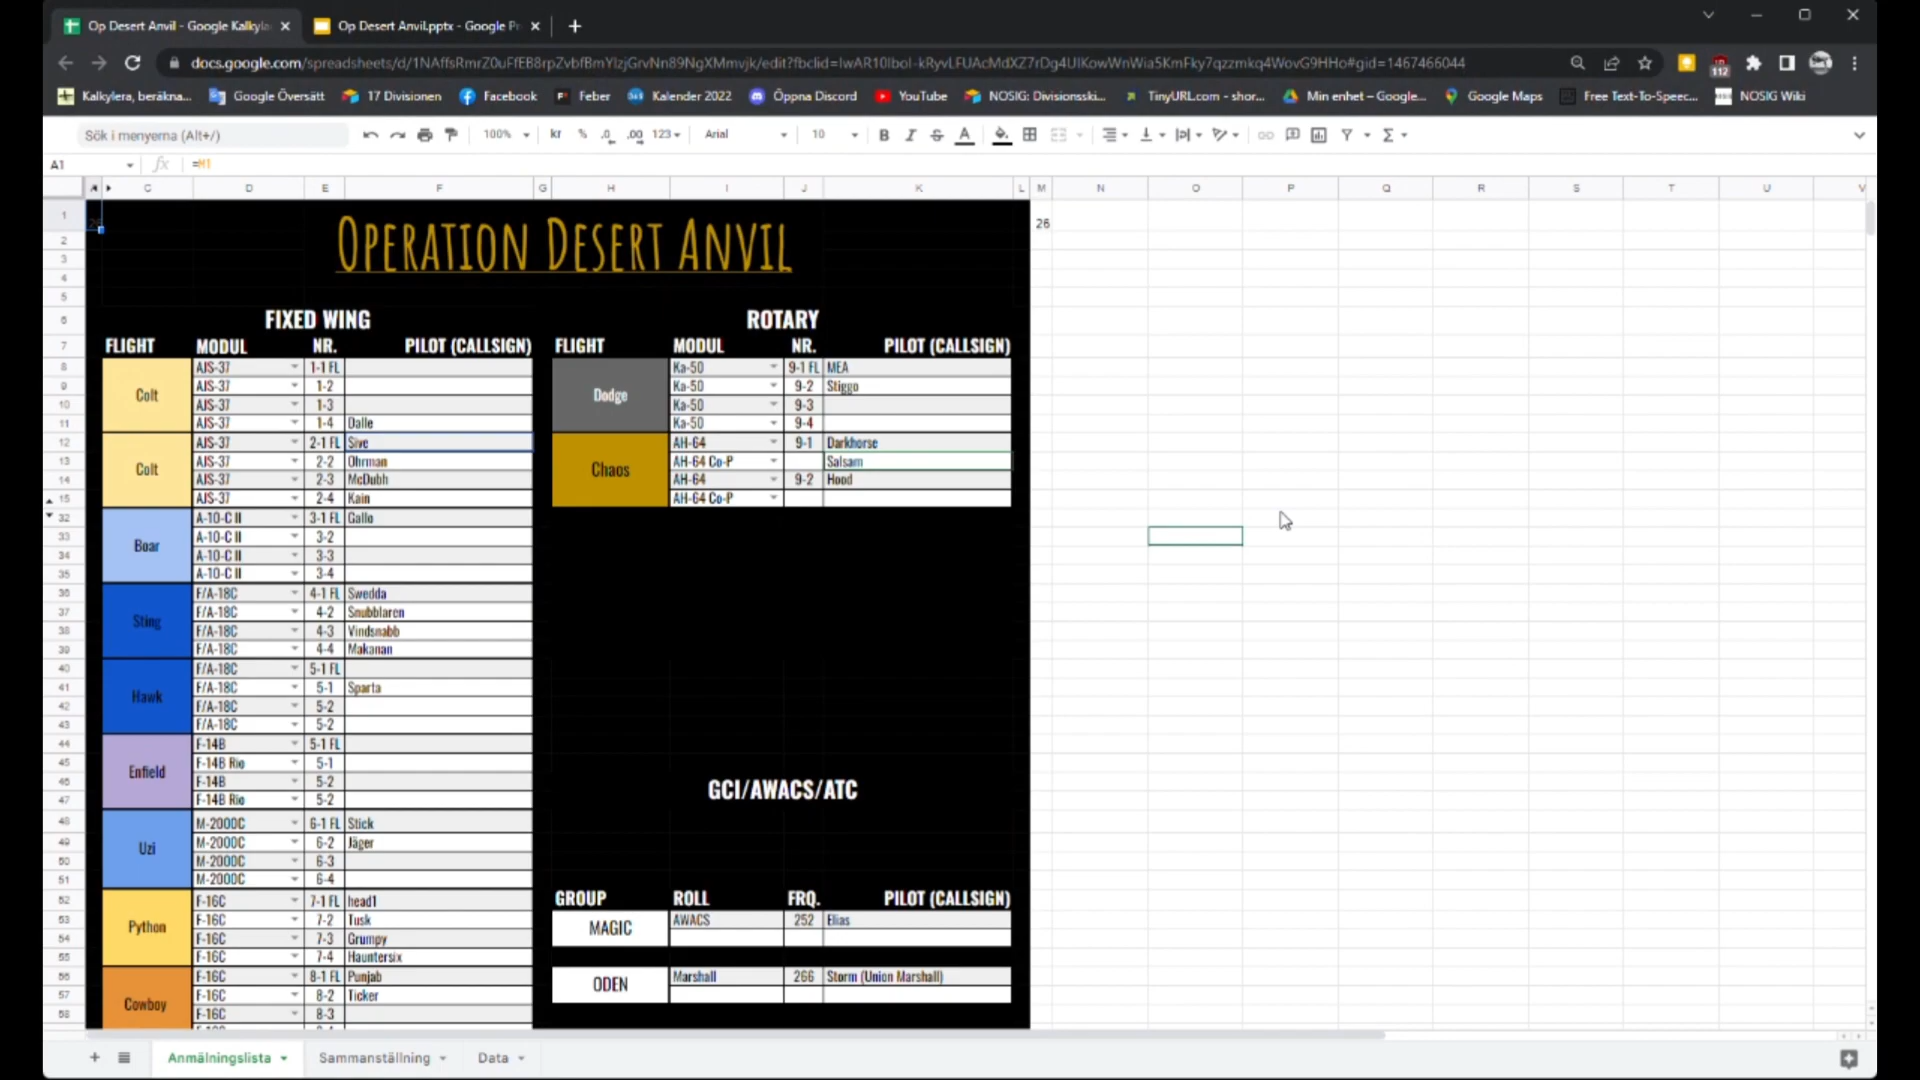 Op Desert Anvil - Google Kalkyla
Op Desert Anvil.pptx - Google Pr
Kalkylera, beräkna...
Google Översätt
17 Divisionen
Facebook
Feber
Kalender 2022
Öppna Discord
YouTube
NOSIG: Divisionsski...
TinyURL.com - shor...
Min enhet – Google...
Google Maps
Free Text-To-Speec...
NOSIG Wiki
Sök i menyerna (Alt+/)
100%
kr
%
.0
.00
123
Arial
10
A1
=M1
A C D E F G H I J K L M N O P Q R S T U V
OPERATION DESERT ANVIL
26
FIXED WING
FLIGHT MODUL NR. PILOT (CALLSIGN)
Colt
AJS-37 1-1 FL
AJS-37 1-2
AJS-37 1-3
AJS-37 1-4 Dalle
Colt
AJS-37 2-1 FL Sive
AJS-37 2-2 Ohrman
AJS-37 2-3 McDubh
AJS-37 2-4 Kain
Boar
A-10-C II 3-1 FL Gallo
A-10-C II 3-2
A-10-C II 3-3
A-10-C II 3-4
Sting
F/A-18C 4-1 FL Swedda
F/A-18C 4-2 Snubblaren
F/A-18C 4-3 Vindsnabb
F/A-18C 4-4 Makanan
Hawk
F/A-18C 5-1 FL
F/A-18C 5-1 Sparta
F/A-18C 5-2
F/A-18C 5-2
Enfield
F-14B 5-1 FL
F-14B Rio 5-1
F-14B 5-2
F-14B Rio 5-2
Uzi
M-2000C 6-1 FL Stick
M-2000C 6-2 Jäger
M-2000C 6-3
M-2000C 6-4
Python
F-16C 7-1 FL head1
F-16C 7-2 Tusk
F-16C 7-3 Grumpy
F-16C 7-4 Hauntersix
Cowboy
F-16C 8-1 FL Punjab
F-16C 8-2 Ticker
F-16C 8-3
ROTARY
FLIGHT MODUL NR. PILOT (CALLSIGN)
Dodge
Ka-50 9-1 FL MEA
Ka-50 9-2 Stiggo
Ka-50 9-3
Ka-50 9-4
Chaos
AH-64 9-1 Darkhorse
AH-64 Co-P Salsam
AH-64 9-2 Hood
AH-64 Co-P
GCI/AWACS/ATC
GROUP ROLL FRQ. PILOT (CALLSIGN)
MAGIC
AWACS 252 Elias
ODEN
Marshall 266 Storm (Union Marshall)
Anmälningslista
Sammanställning
Data